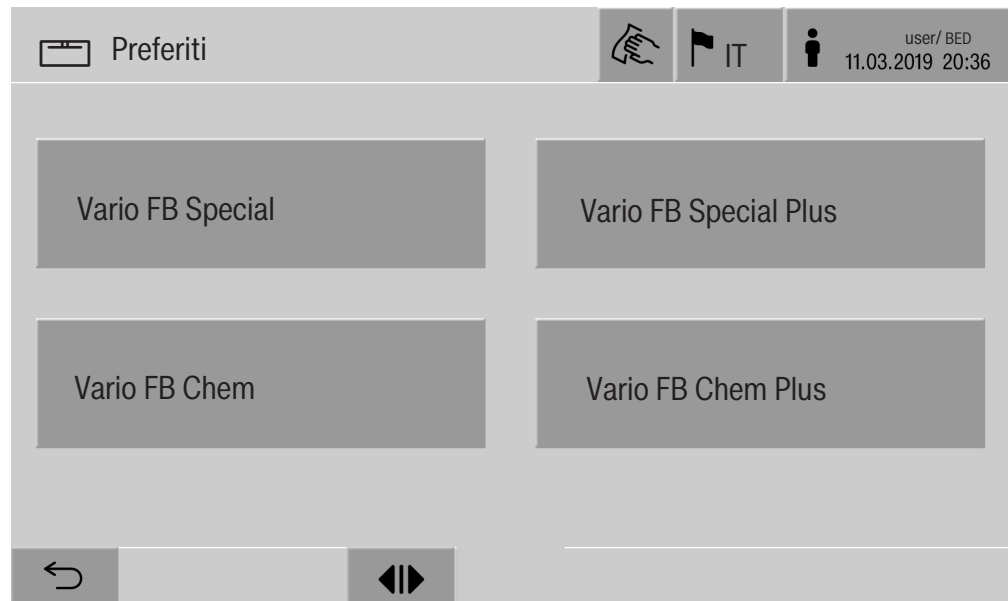 Preferiti
IT
user/ BED
11.03.2019 20:36
Vario FB Special
Vario FB Special Plus
Vario FB Chem
Vario FB Chem Plus